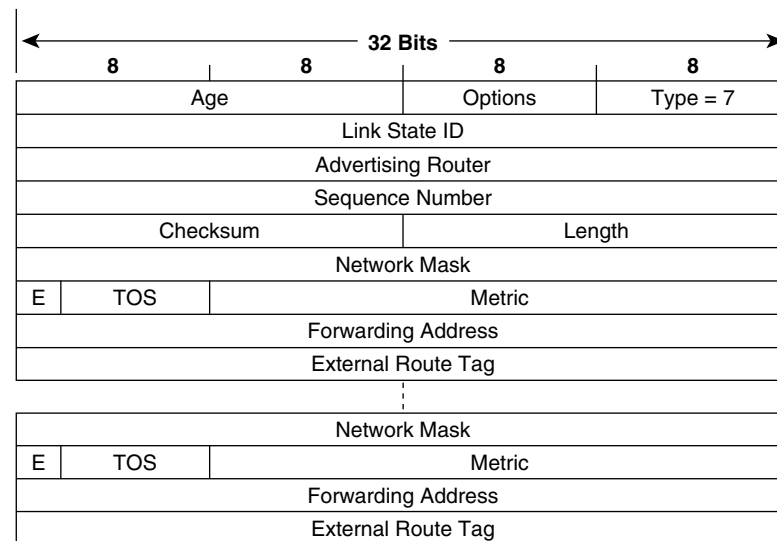 32 Bits
8 8 8 8
Age Options Type = 7
Link State ID
Advertising Router
Sequence Number
Checksum Length
Network Mask
E TOS Metric
Forwarding Address
External Route Tag
Network Mask
E TOS Metric
Forwarding Address
External Route Tag